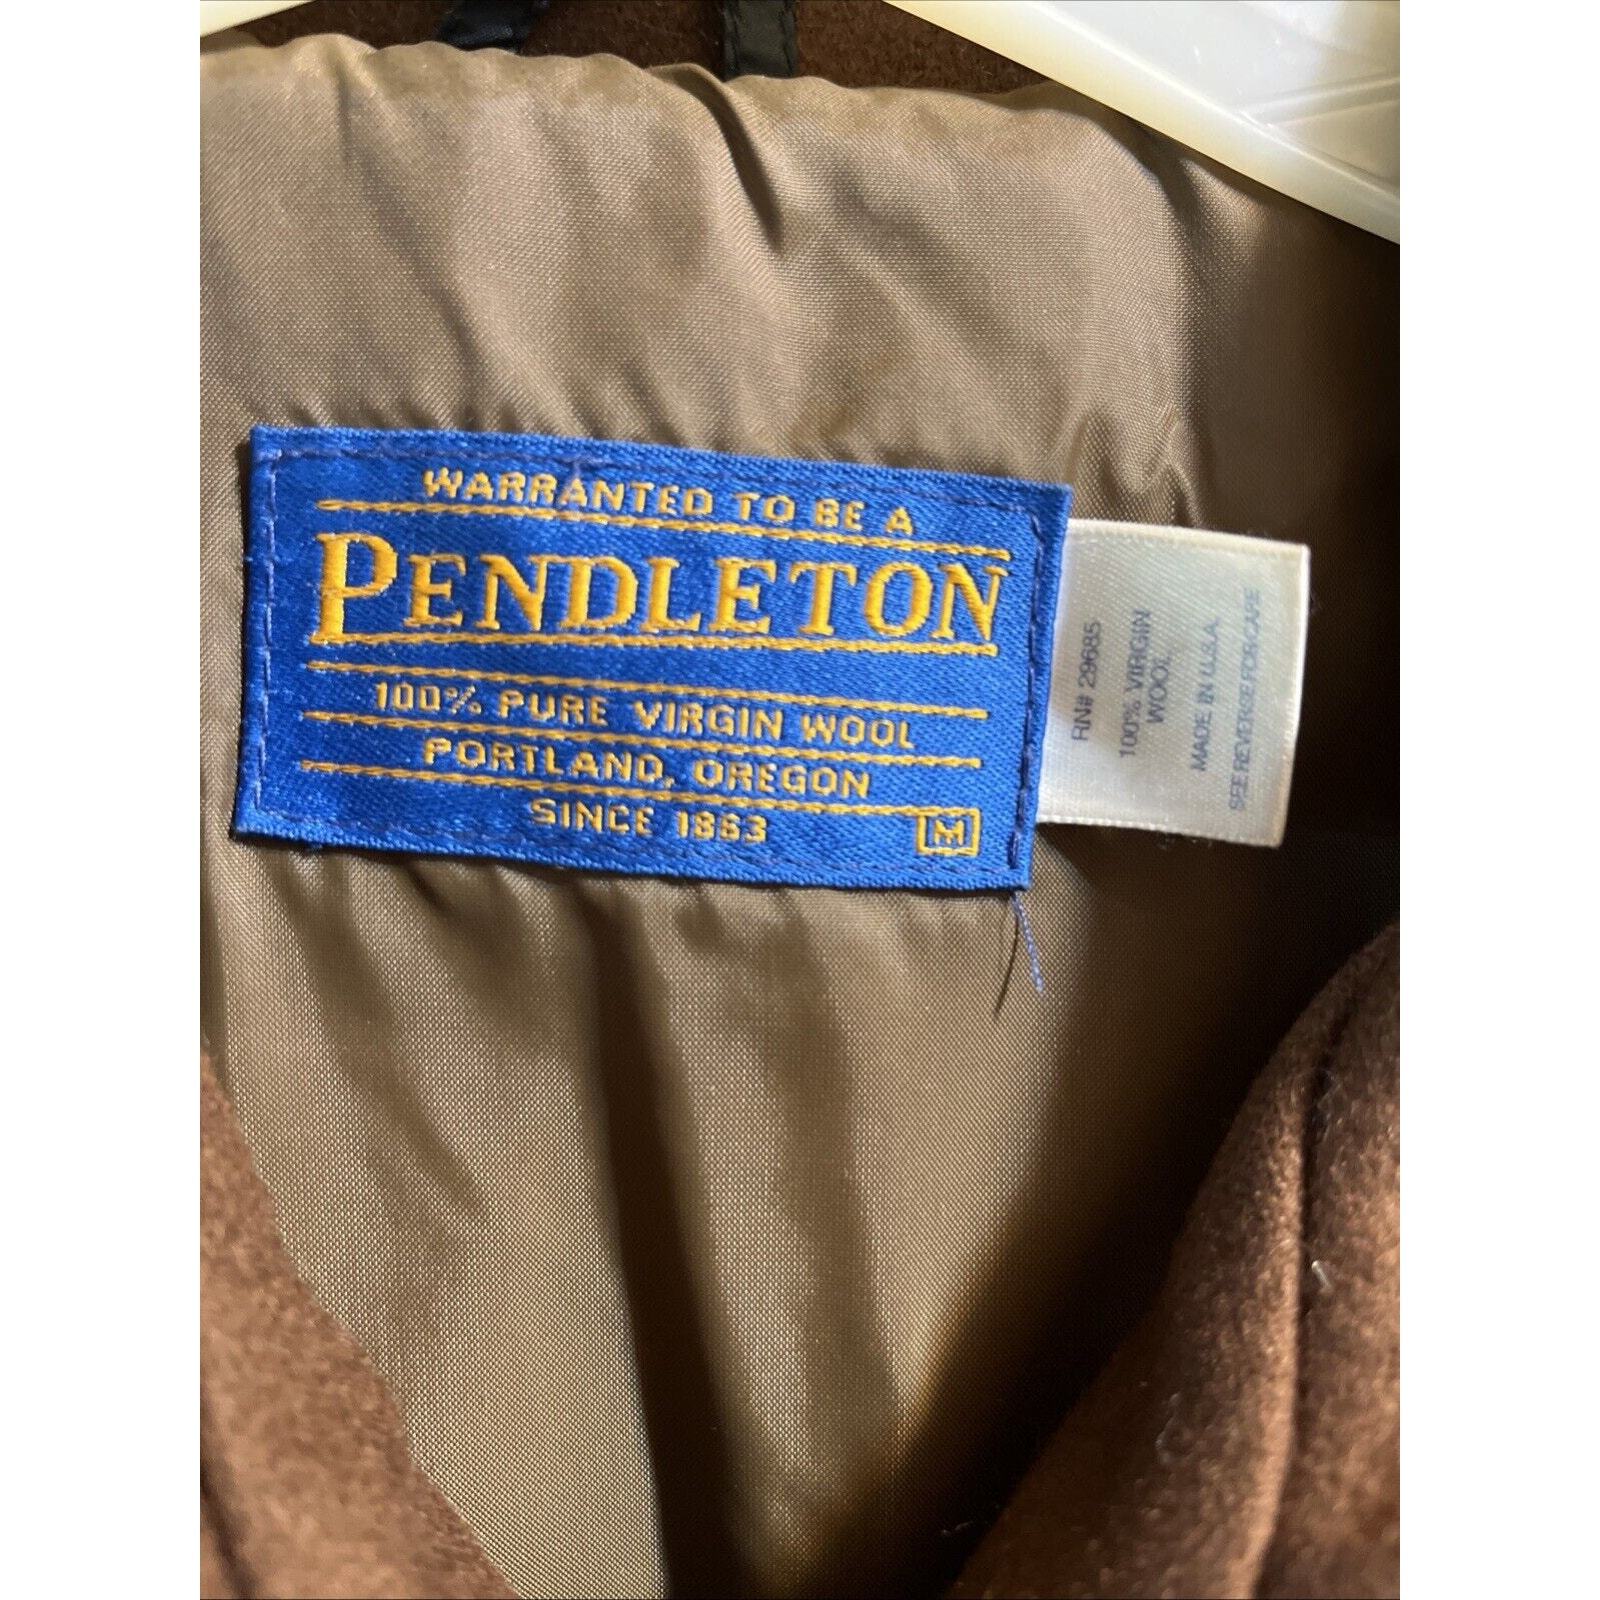 WARRANTED TO BE A
PENDLETON
100% PURE VIRGIN WOOL
PORTLAND, OREGON
SINCE 1863
M
RN# 29685
100% VIRGIN
WOOL
MADE IN U.S.A.
SEE REVERSE FOR CARE